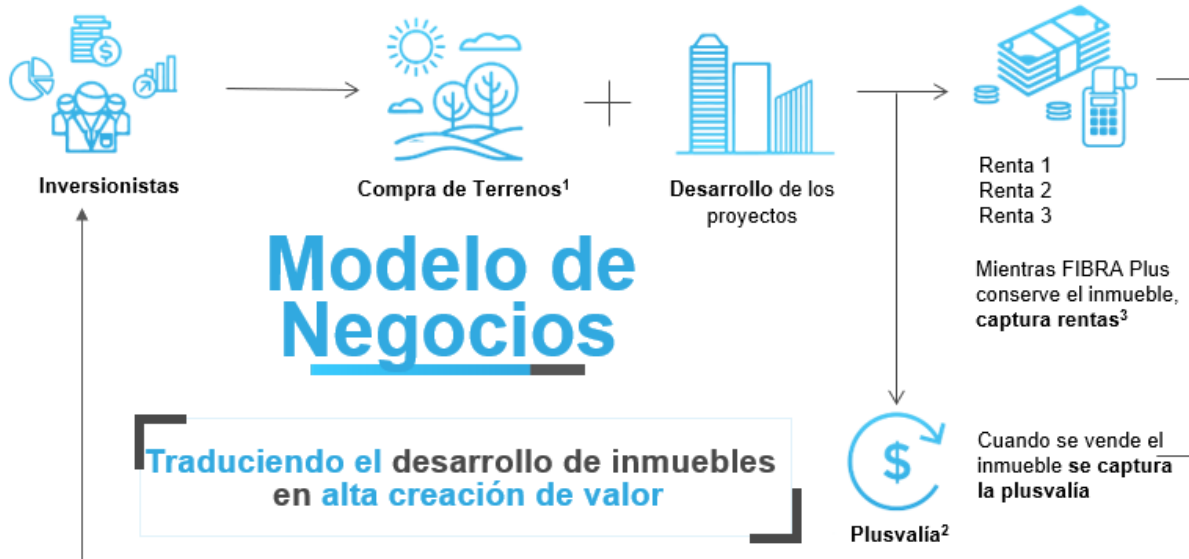 Inversionistas
Compra de Terrenos¹
Desarrollo de los
proyectos
Renta 1
Renta 2
Renta 3
Mientras FIBRA Plus
conserve el inmueble,
captura rentas³
Modelo de
Negocios
Traduciendo el desarrollo de inmuebles
en alta creación de valor
$
Plusvalía²
Cuando se vende el
inmueble se captura
la plusvalía